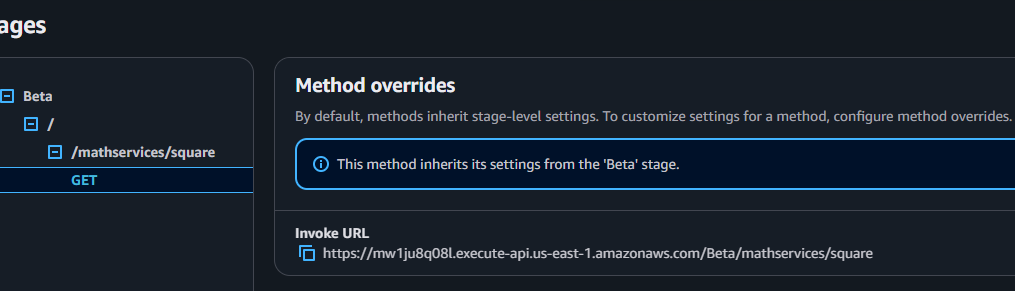 ages
Beta
/
/mathservices/square
GET
Method overrides
By default, methods inherit stage-level settings. To customize settings for a method, configure method overrides.
This method inherits its settings from the 'Beta' stage.
Invoke URL
https://mw1ju8q08l.execute-api.us-east-1.amazonaws.com/Beta/mathservices/square